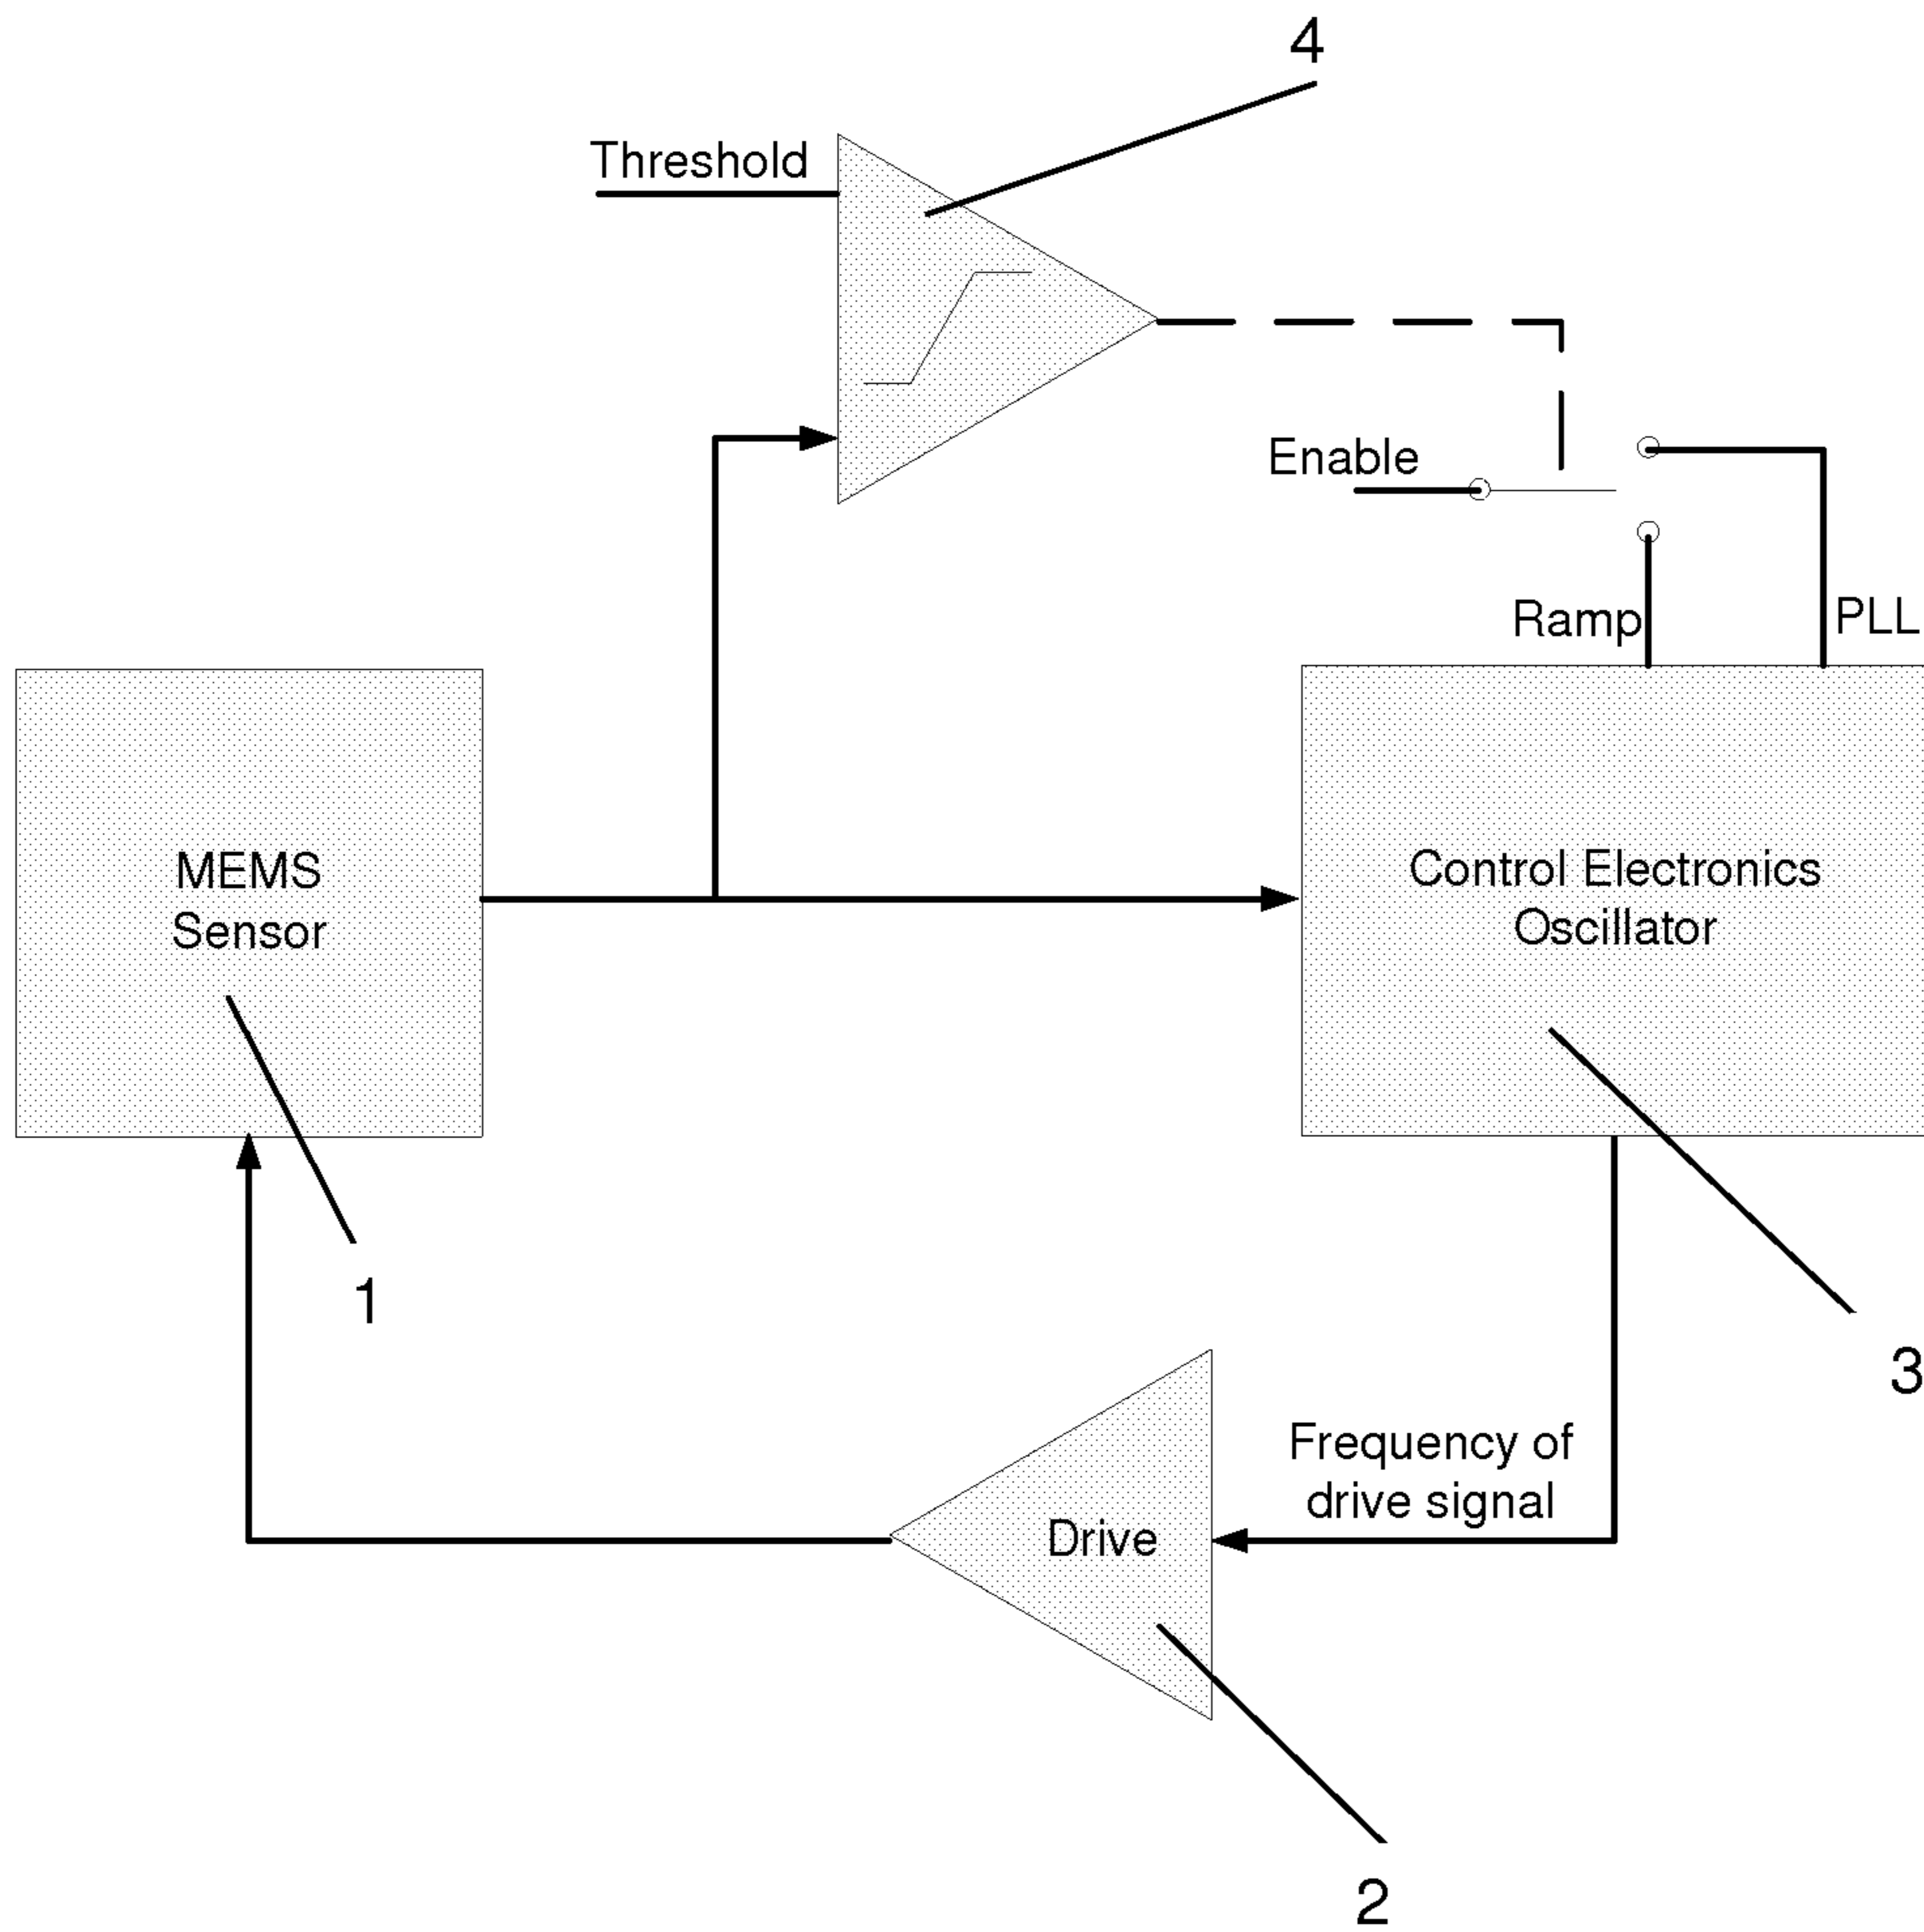 4
Threshold
Enable
Ramp
PLL
MEMS
Sensor
Control Electronics
Oscillator
1
3
Frequency of
drive signal
Drive
2